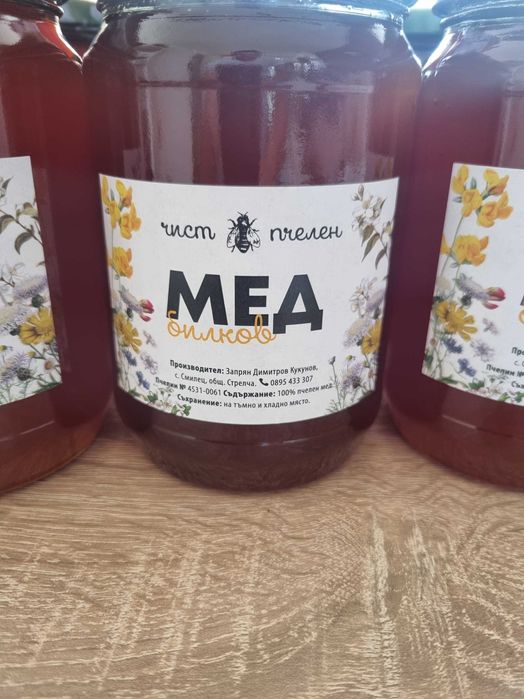 чист пчелен
МЕД
билков
Производител: Запрян Димитров Кукунов,
с. Смилец, общ. Стрелча. 0895 433 307
Пчелин № 4531-0061 Съдържание: 100% пчелен мед.
Съхранение: на тъмно и хладно място.